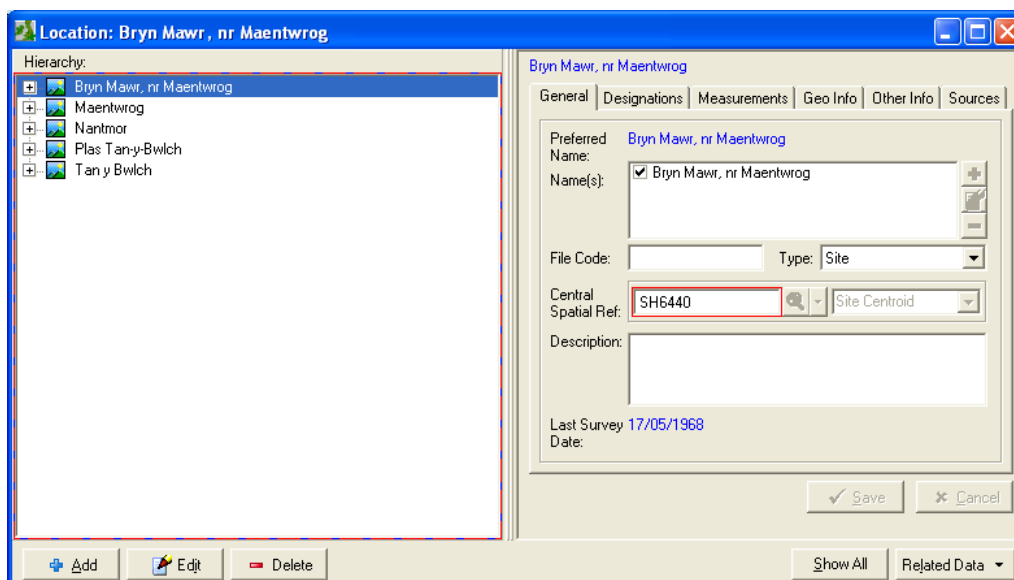 Location: Bryn Mawr, nr Maentwrog
Hierarchy:
Bryn Mawr, nr Maentwrog
Maentwrog
Nantmor
Plas Tan-y-Bwlch
Tan y Bwlch
Bryn Mawr, nr Maentwrog
General Designations Measurements Geo Info Other Info Sources
Preferred Name: Bryn Mawr, nr Maentwrog
Name(s): Bryn Mawr, nr Maentwrog
File Code: Type: Site
Central Spatial Ref: SH6440 Site Centroid
Description:
Last Survey Date: 17/05/1968
Save Cancel
Add Edit Delete Show All Related Data